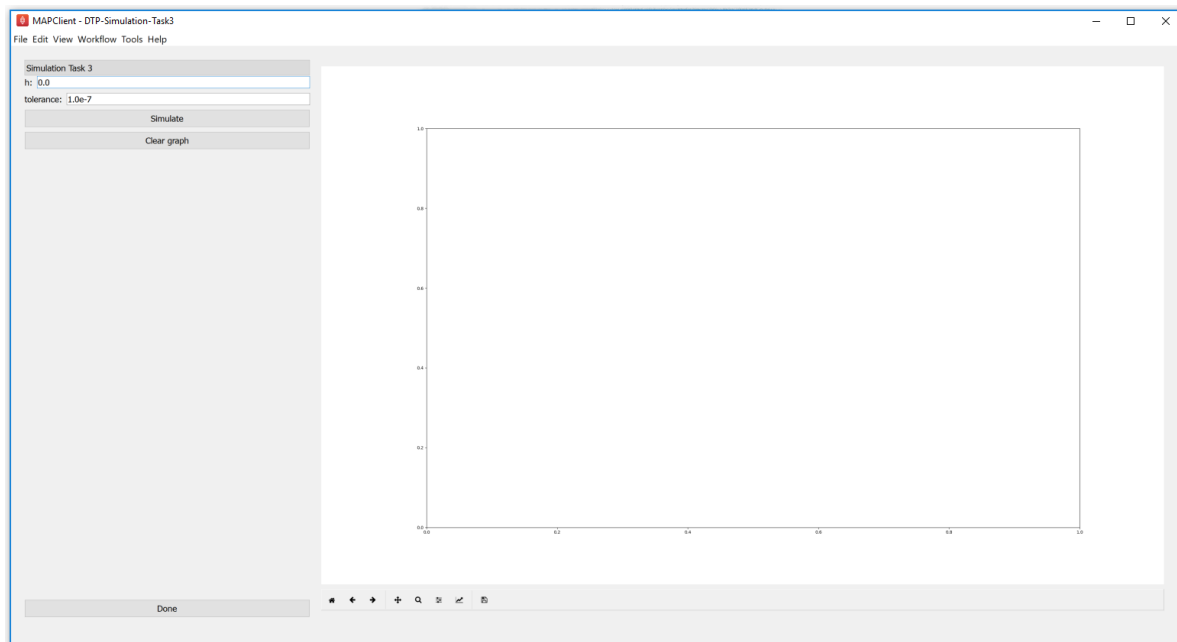 MAPClient - DTP-Simulation-Task3
File Edit View Workflow Tools Help
Simulation Task 3
h: 0.0
tolerance: 1.0e-7
Simulate
Clear graph
1.0
0.8
0.6
0.4
0.2
0.0
0.0 0.2 0.4 0.6 0.8 1.0
Done